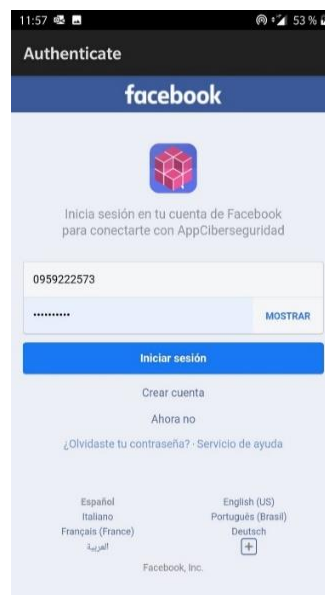 11:57 53 %
Authenticate
facebook
Inicia sesión en tu cuenta de Facebook
para conectarte con AppCiberseguridad
0959222573
•••••••••• MOSTRAR
Iniciar sesión
Crear cuenta
Ahora no
¿Olvidaste tu contraseña? · Servicio de ayuda
Español English (US)
Italiano Português (Brasil)
Français (France) Deutsch
العربية +
Facebook, Inc.